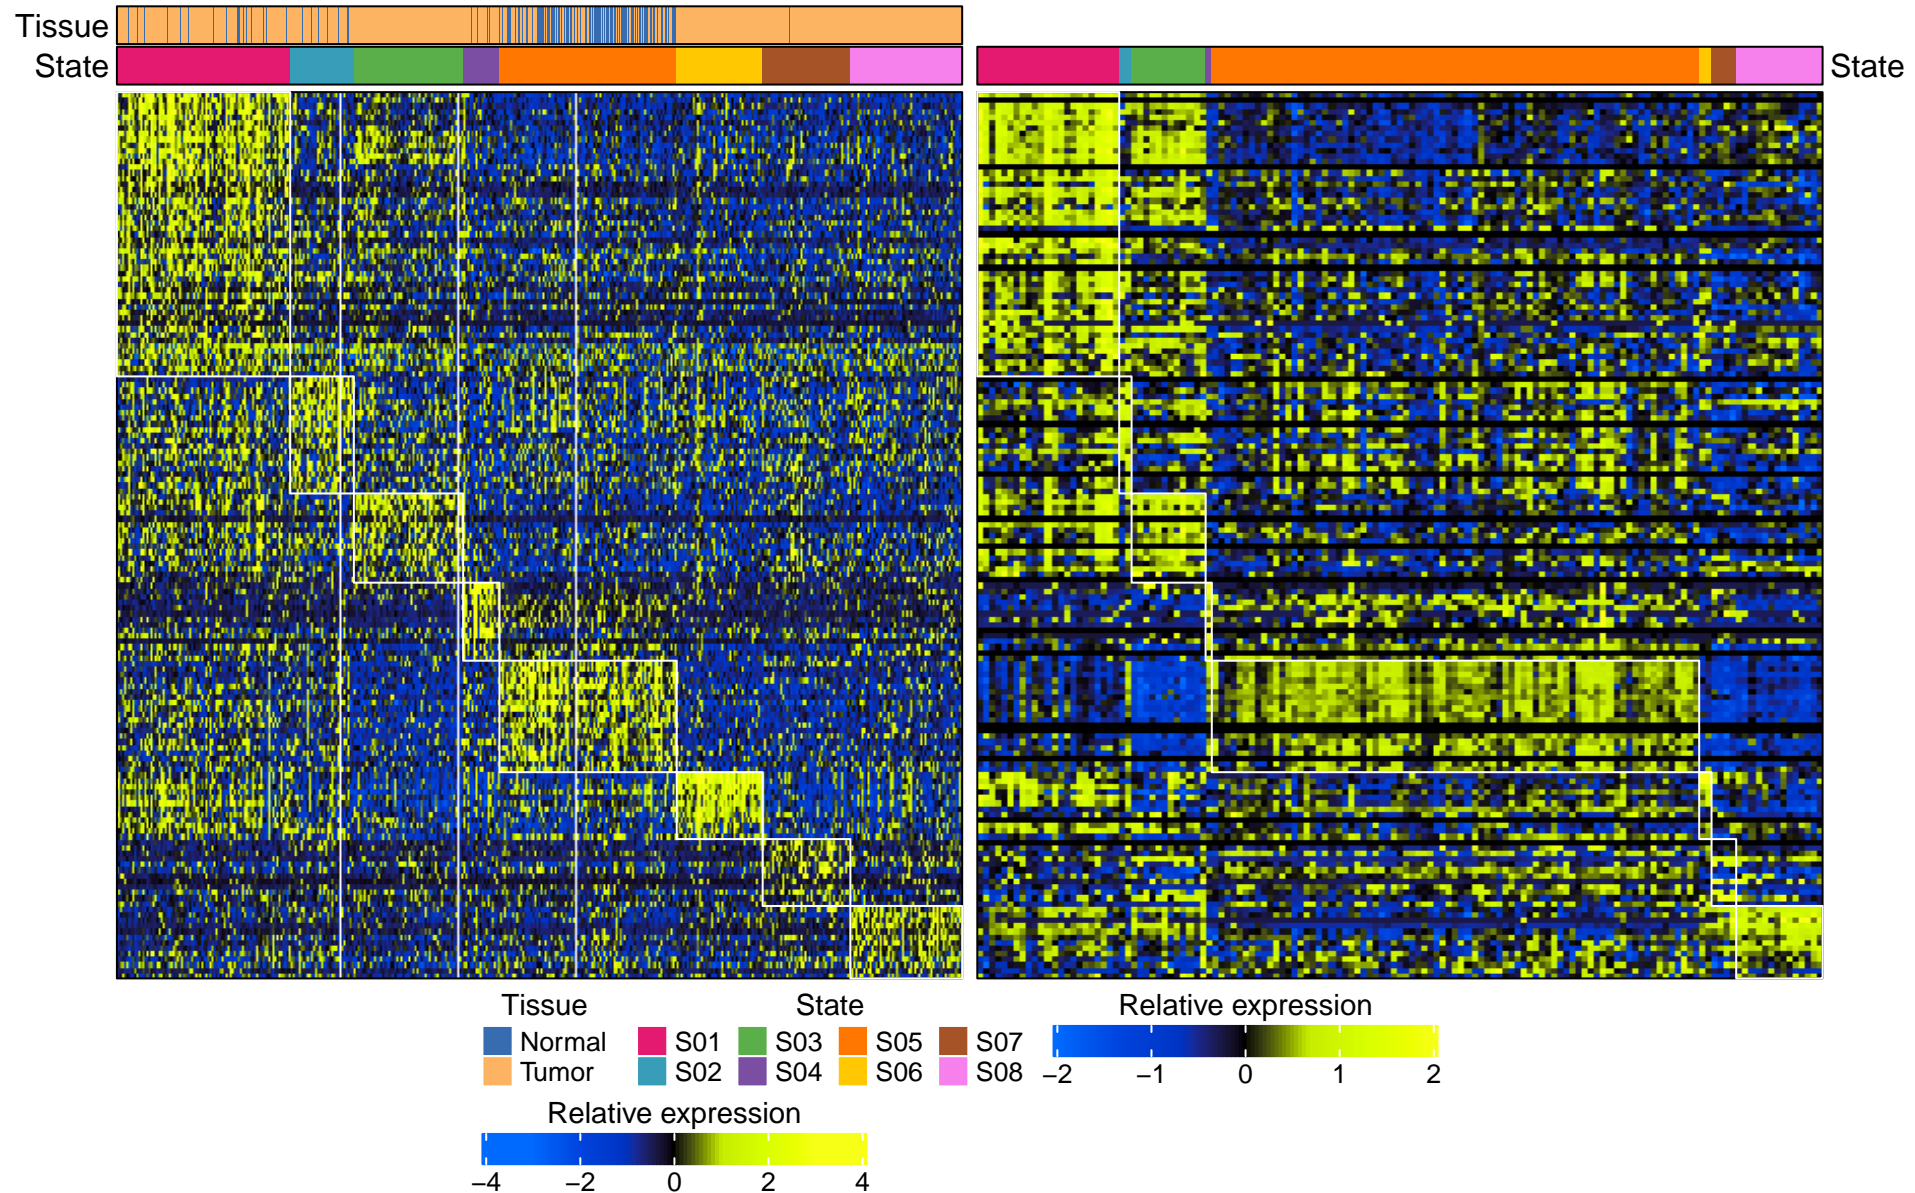 Tissue
State
State
Tissue State Relative expression
Normal S01 S03 S05 S07
Tumor S02 S04 S06 S08
−2 −1 0 1 2
Relative expression
−4 −2 0 2 4